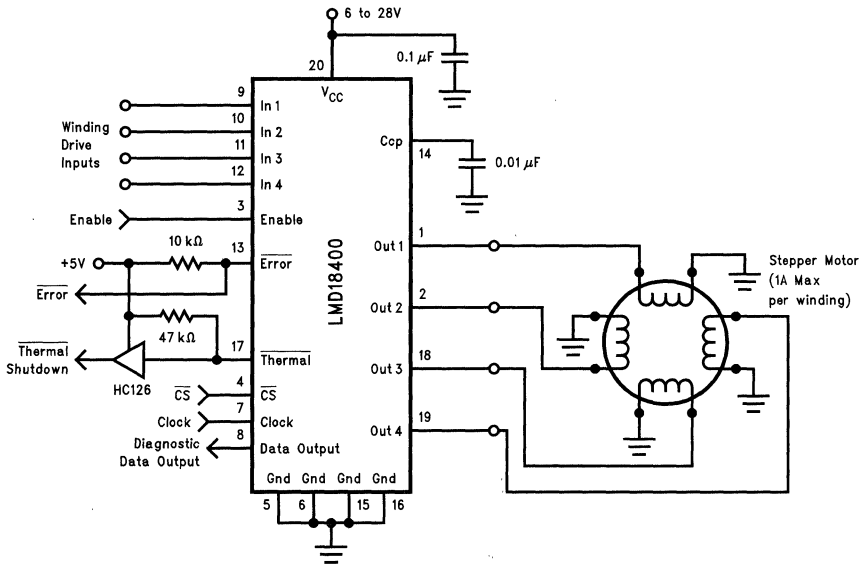 6 to 28V
0.1 µF
20
VCC
9
In 1
10
In 2
11
In 3
12
In 4
Winding
Drive
Inputs
3
Enable
Enable
Ccp
14
0.01 µF
LMD18400
10 kΩ
+5V
13
Error
Error
47 kΩ
17
Thermal
Thermal
Shutdown
HC126
4
CS
CS
7
Clock
Clock
8
Diagnostic
Data Output
Data Output
Out 1
1
Out 2
2
Out 3
18
Out 4
19
Stepper Motor
(1A Max
per winding)
Gnd Gnd Gnd Gnd
5 6 15 16